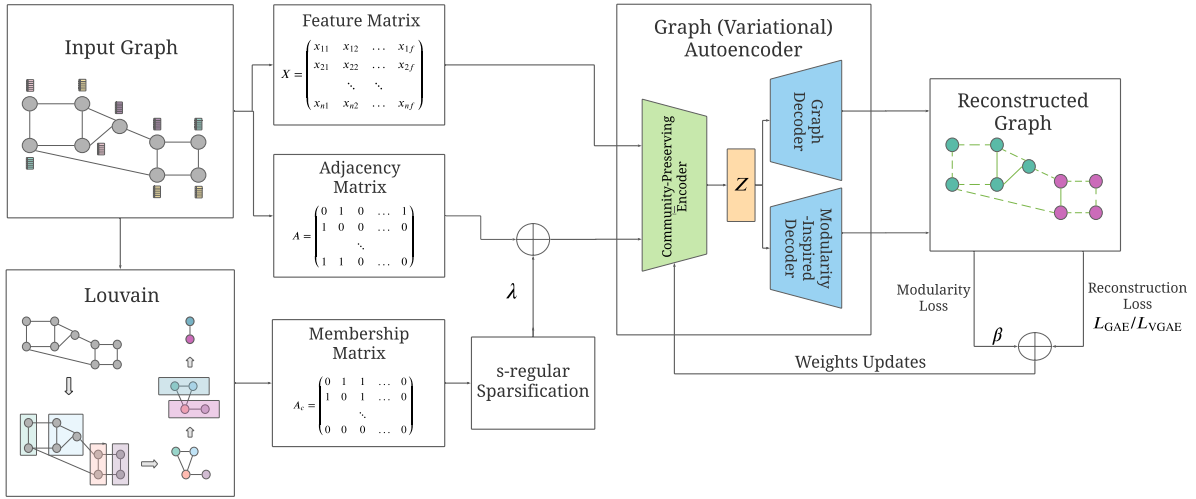 Input Graph
Feature Matrix
X =
x11 x12 … x1f
x21 x22 … x2f
⋱ ⋱
xn1 xn2 … xnf
Adjacency
Matrix
A =
0 1 0 … 1
1 0 0 … 0
⋱
1 1 0 … 0
Louvain
Membership
Matrix
Ac =
0 1 1 … 0
1 0 1 … 0
⋱
0 0 0 … 0
λ
s-regular
Sparsification
Graph (Variational)
Autoencoder
Community-Preserving
Encoder
Z
Graph
Decoder
Modularity
-Inspired
Decoder
Reconstructed
Graph
Modularity
Loss
Reconstruction
Loss
LGAE/LVGAE
β
Weights Updates